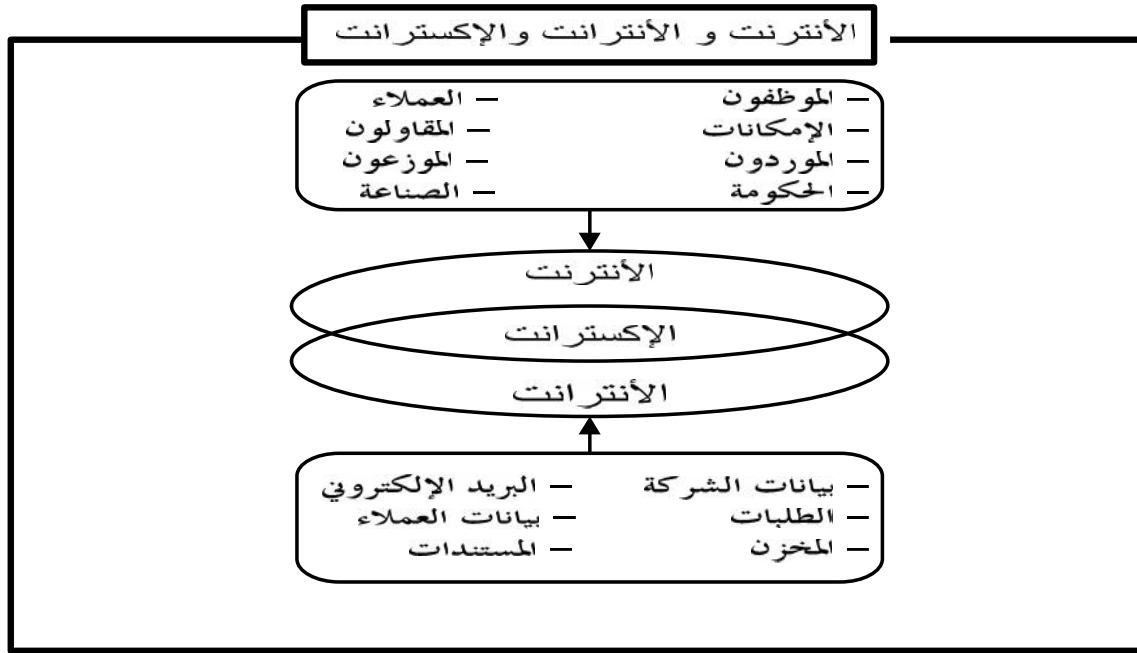 الأنترنت و الأنترانت والإكسترانت
– الموظفون – العملاء
– الإمكانات – المقاولون
– الموردون – الموزعون
– الحكومة – الصناعة
الأنترنت
الإكسترانت
الأنترانت
– بيانات الشركة – البريد الإلكتروني
– الطلبات – بيانات العملاء
– المخزن – المستندات